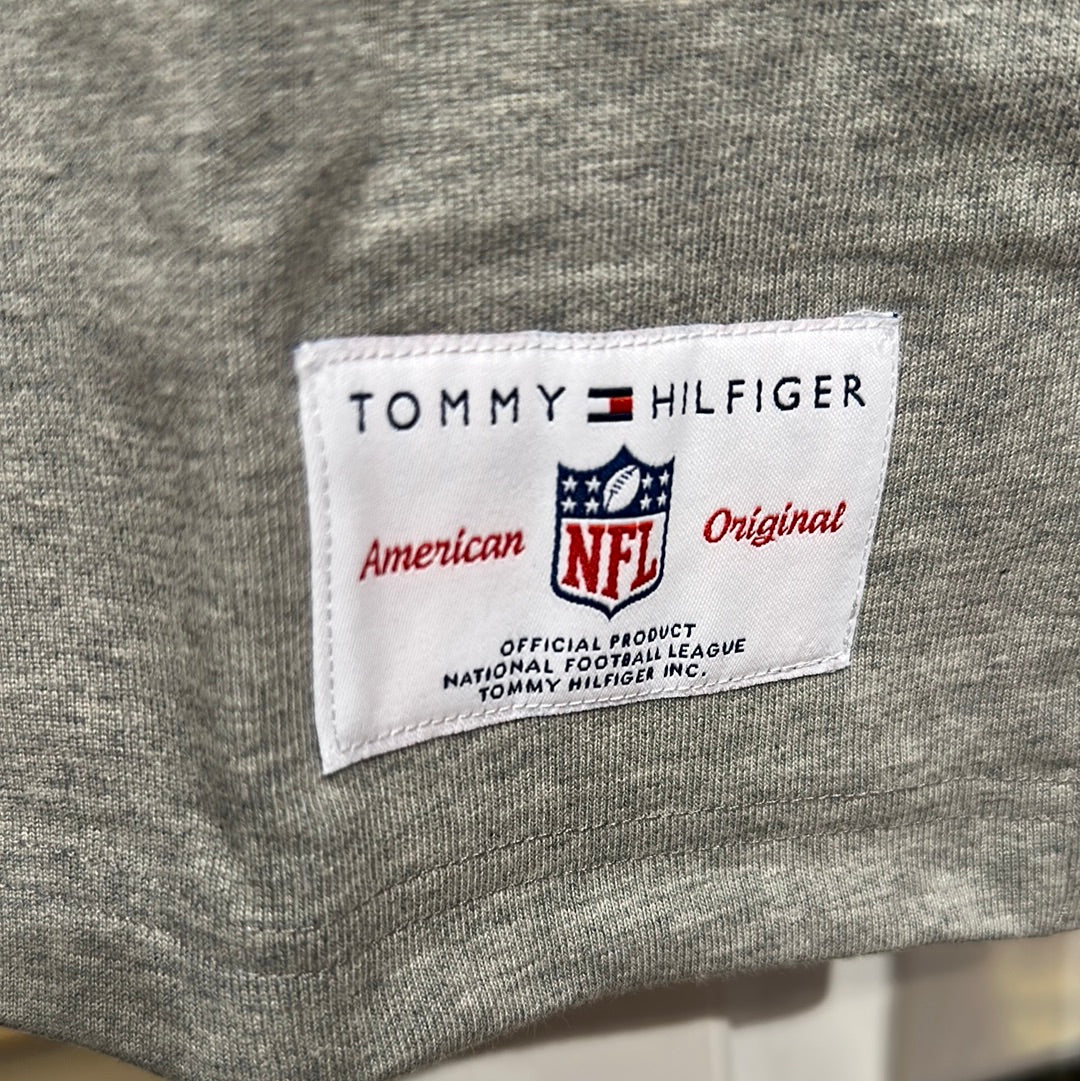 TOMMY HILFIGER
American NFL Original
OFFICIAL PRODUCT
NATIONAL FOOTBALL LEAGUE
TOMMY HILFIGER INC.